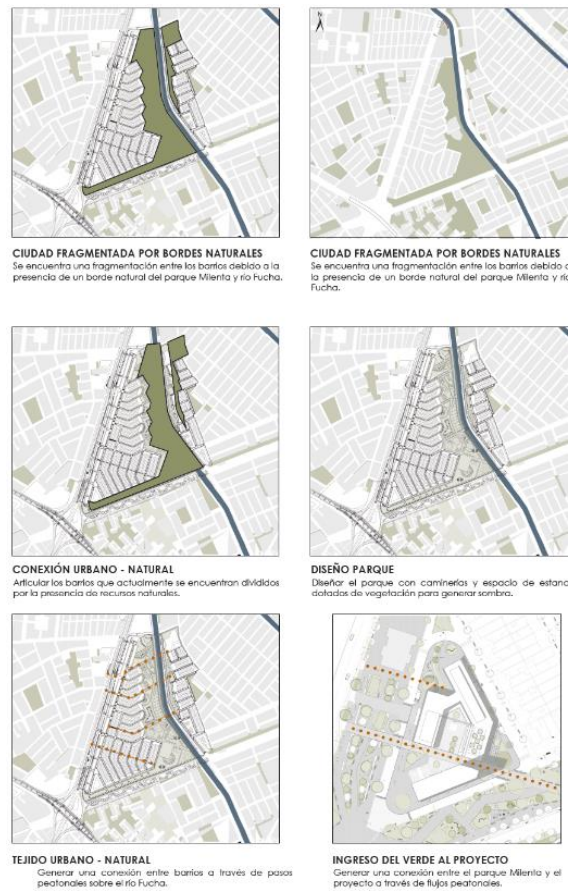 N
CIUDAD FRAGMENTADA POR BORDES NATURALES
Se encuentra una fragmentación entre los barrios debido a la
presencia de un borde natural del parque Milenta y río Fucha.
CIUDAD FRAGMENTADA POR BORDES NATURALES
Se encuentra una fragmentación entre los barrios debido a
la presencia de un borde natural del parque Milenta y río
Fucha.
CONEXIÓN URBANO - NATURAL
Articular los barrios que actualmente se encuentran divididos
por la presencia de recursos naturales.
DISEÑO PARQUE
Diseñar el parque con caminerías y espacio de estancia
dotados de vegetación para generar sombra.
TEJIDO URBANO - NATURAL
Generar una conexión entre barrios a través de pasos
peatonales sobre el río Fucha.
INGRESO DEL VERDE AL PROYECTO
Generar una conexión entre el parque Milenta y el
proyecto a través de flujos peatonales.